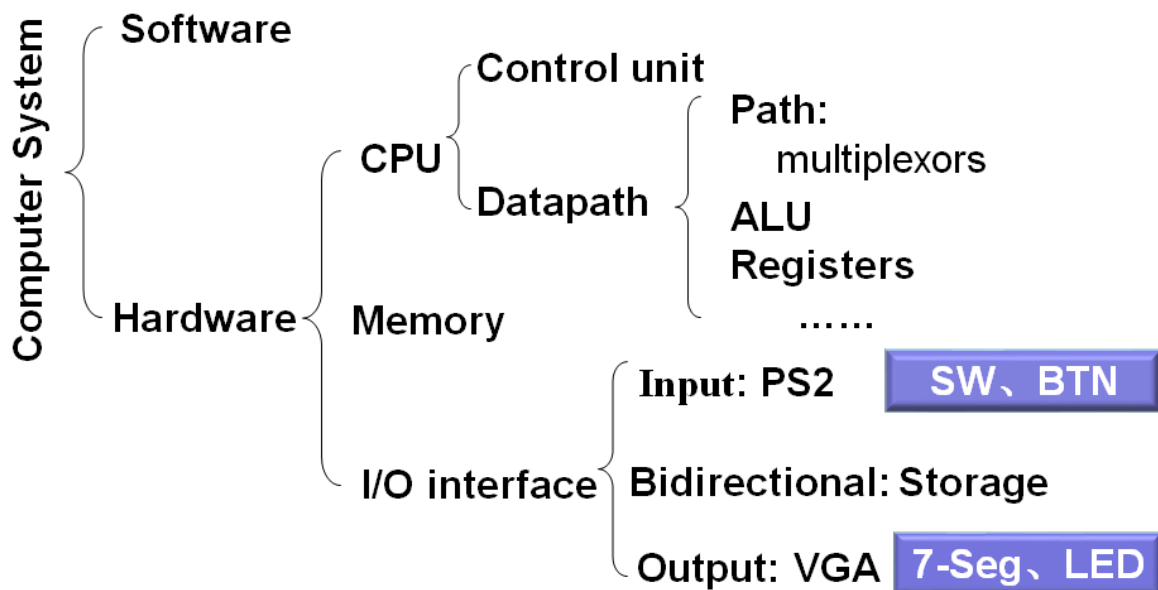 Computer System
Software
Hardware
CPU
Control unit
Datapath
Path:
multiplexors
ALU
Registers
......
Memory
I/O interface
Input: PS2 SW、BTN
Bidirectional: Storage
Output: VGA 7-Seg、LED